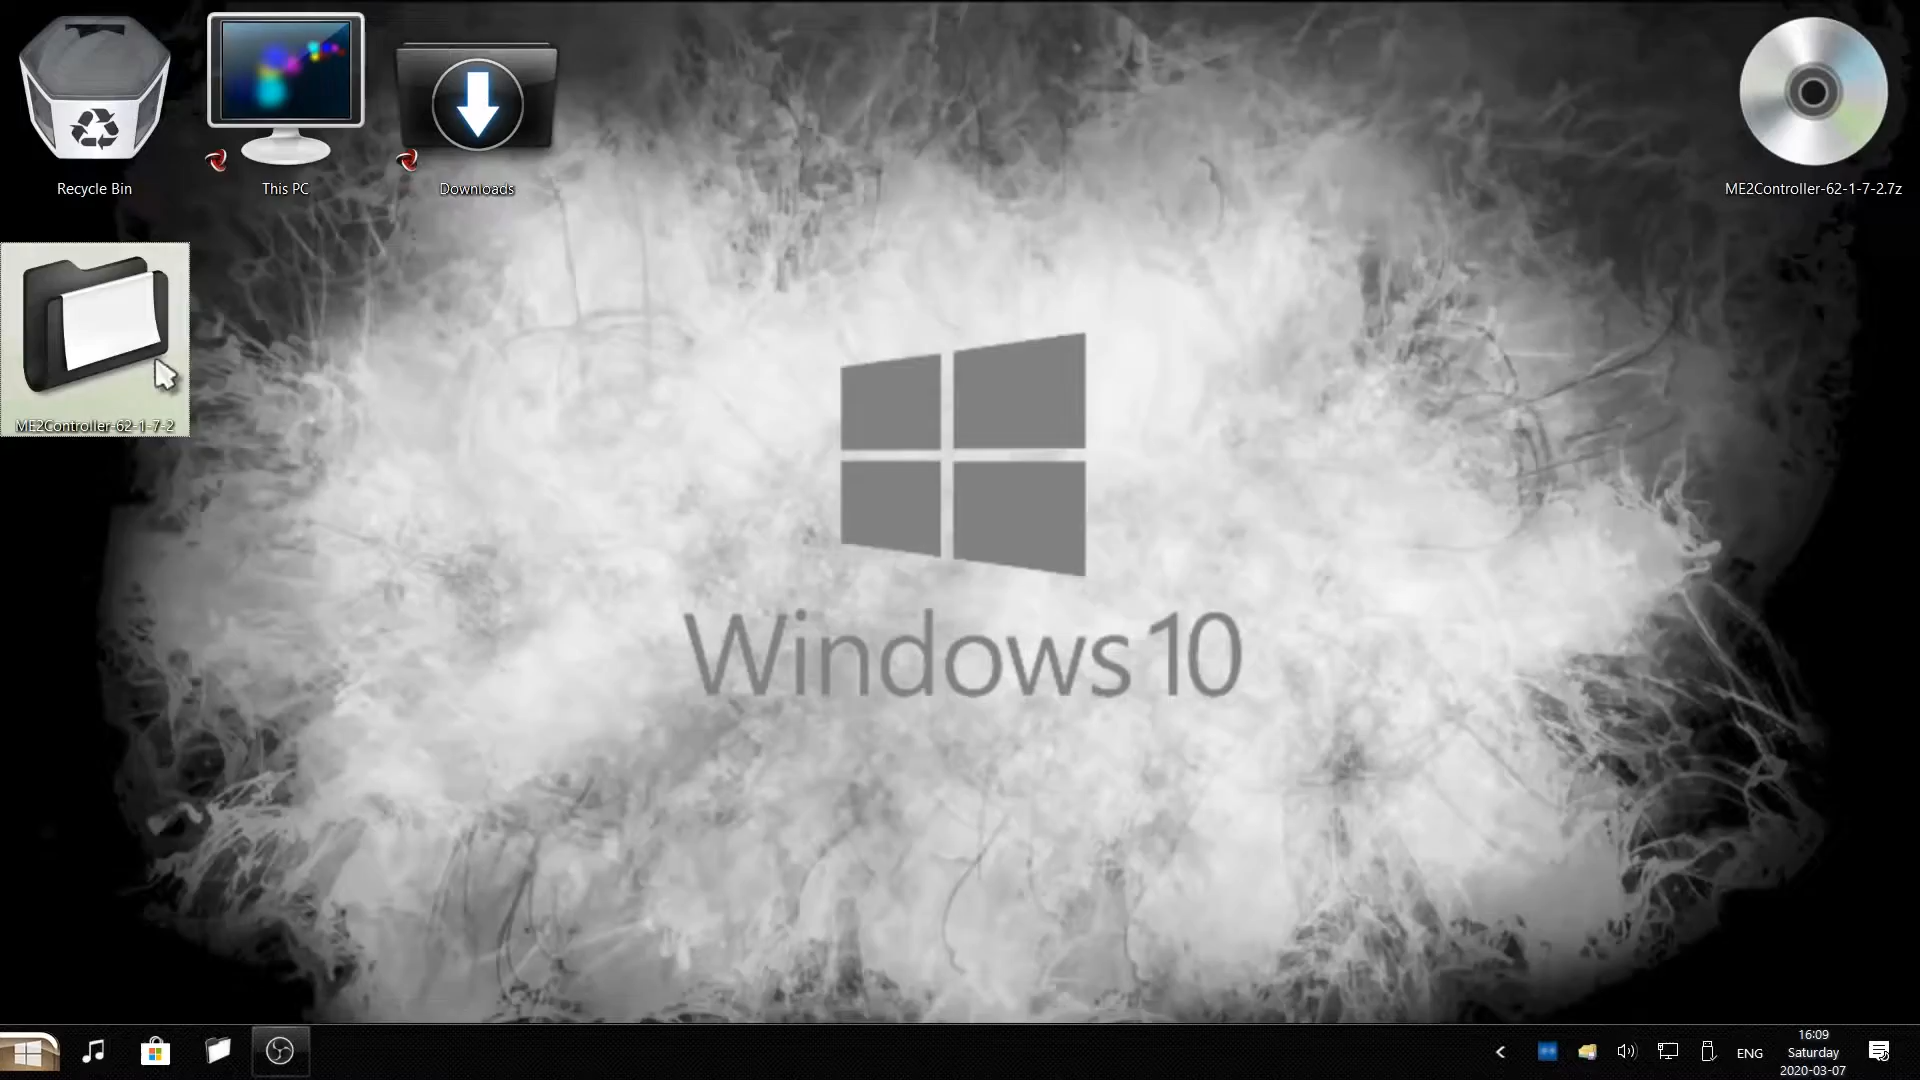 Recycle Bin
This PC
Downloads
ME2Controller-62-1-7-2.7z
ME2Controller-62-1-7-2
Windows 10
ENG
16:09
Saturday
2020-03-07